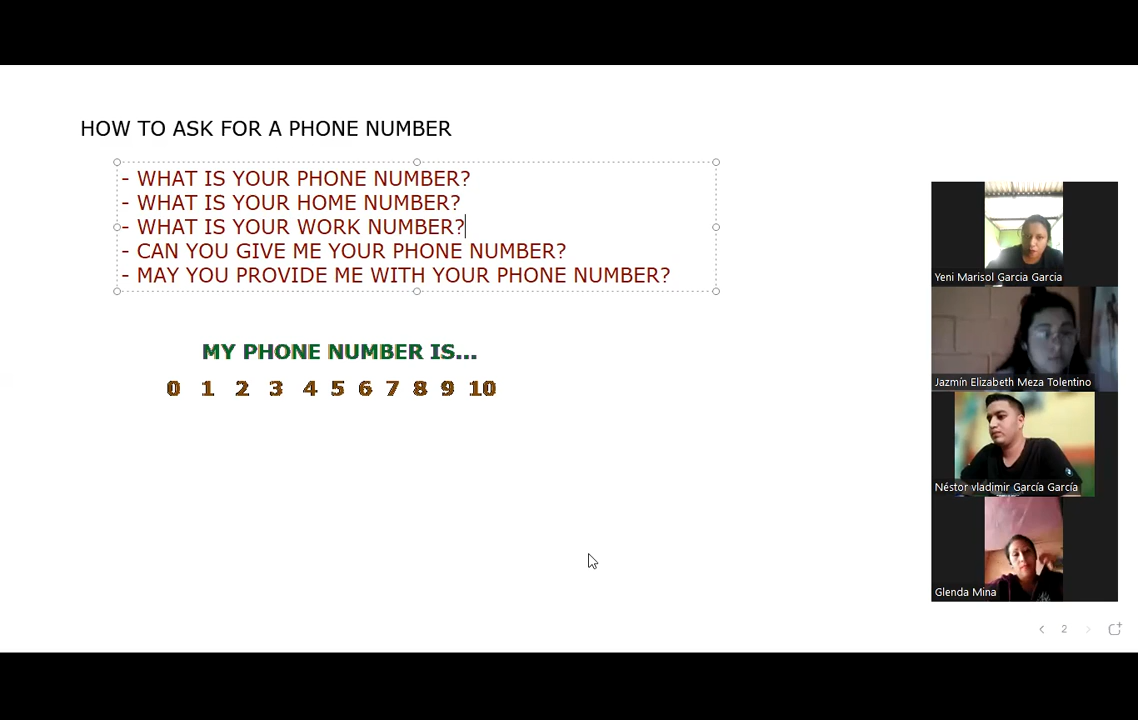 HOW TO ASK FOR A PHONE NUMBER
- WHAT IS YOUR PHONE NUMBER?
- WHAT IS YOUR HOME NUMBER?
- WHAT IS YOUR WORK NUMBER?
- CAN YOU GIVE ME YOUR PHONE NUMBER?
- MAY YOU PROVIDE ME WITH YOUR PHONE NUMBER?
MY PHONE NUMBER IS...
0 1 2 3 4 5 6 7 8 9 10
Yeni Marisol Garcia García
Jazmín Elizabeth Meza Tolentino
Néstor vladimir García García
Glenda Mina
2